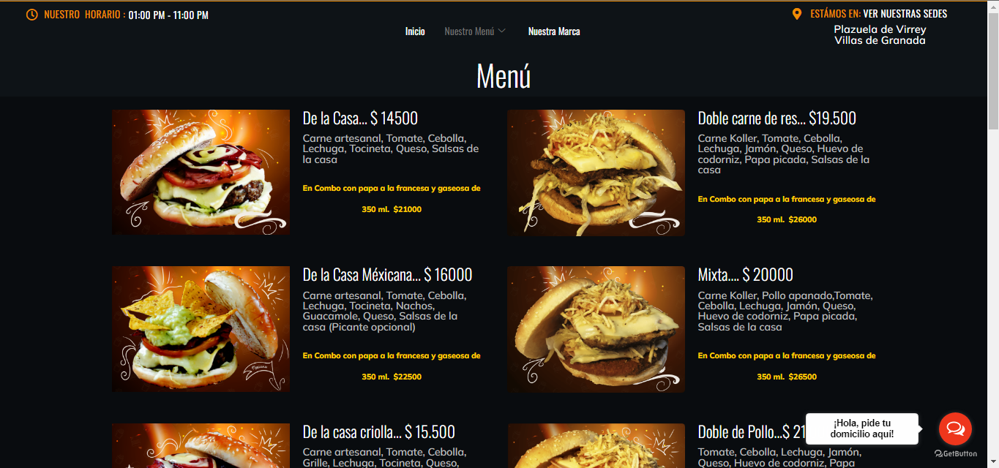 NUESTRO HORARIO : 01:00 PM - 11:00 PM
ESTÁMOS EN: VER NUESTRAS SEDES
Plazuela de Virrey
Villas de Granada
Inicio
Nuestro Menú
Nuestra Marca
Menú
De la Casa... $ 14500
Carne artesanal, Tomate, Cebolla,
Lechuga, Tocineta, Queso, Salsas de
la casa
En Combo con papa a la francesa y gaseosa de
350 ml. $21000
Doble carne de res... $19.500
Carne Koller, Tomate, Cebolla,
Lechuga, Jamón, Queso, Huevo de
codorniz, Papa picada, Salsas de la
casa
En Combo con papa a la francesa y gaseosa de
350 ml. $26000
De la Casa Méxicana... $ 16000
Carne artesanal, Tomate, Cebolla,
Lechuga, Tocineta, Nachos,
Guacamole, Queso, Salsas de la
casa (Picante opcional)
En Combo con papa a la francesa y gaseosa de
350 ml. $22500
Mixta.... $ 20000
Carne Koller, Pollo apanado,Tomate,
Cebolla, Lechuga, Jamón, Queso,
Huevo de codorniz, Papa picada,
Salsas de la casa
En Combo con papa a la francesa y gaseosa de
350 ml. $26500
De la casa criolla... $ 15.500
Carne artesanal, Tomate, Cebolla,
Grille, Lechuga, Tocineta, Queso,
Doble de Pollo...$ 21
Tomate, Cebolla, Lechuga, Jamón,
Queso, Huevo de codorniz, Papa
¡Hola, pide tu
domicilio aquí!
GetButton